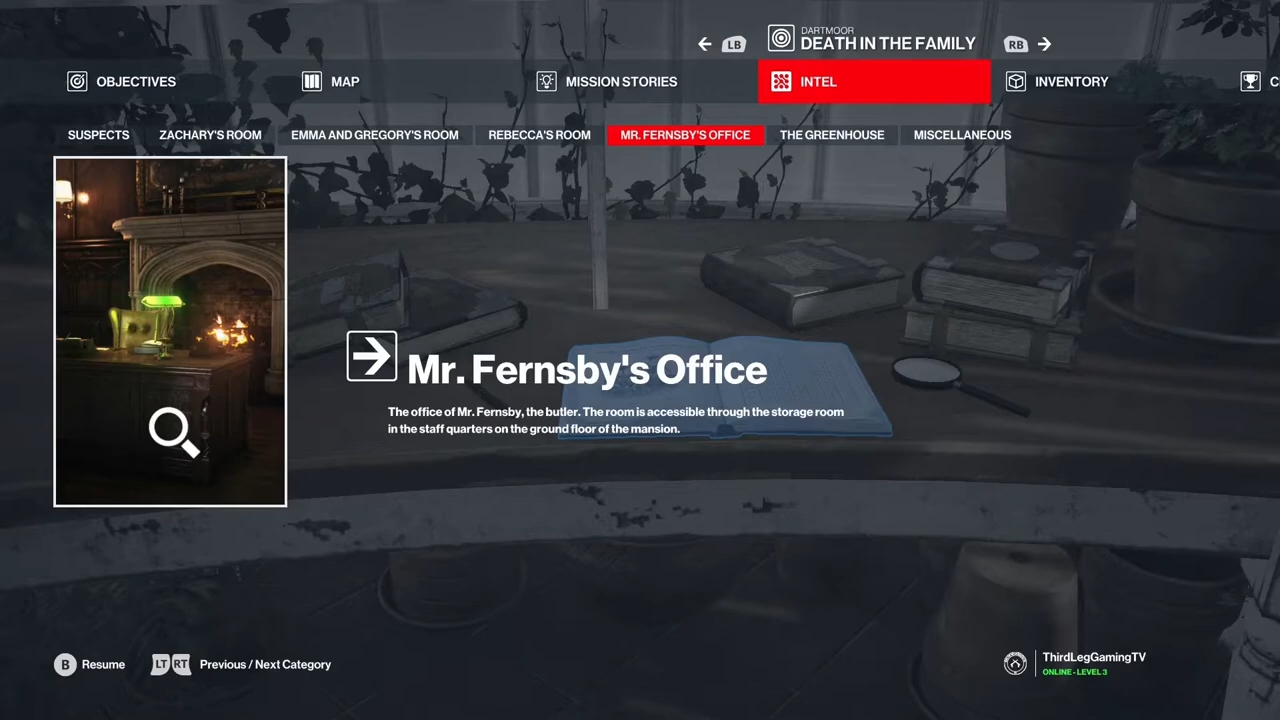 LB
DARTMOOR
DEATH IN THE FAMILY
RB
OBJECTIVES
MAP
MISSION STORIES
INTEL
INVENTORY
C
SUSPECTS
ZACHARY'S ROOM
EMMA AND GREGORY'S ROOM
REBECCA'S ROOM
MR. FERNSBY'S OFFICE
THE GREENHOUSE
MISCELLANEOUS
Mr. Fernsby's Office
The office of Mr. Fernsby, the butler. The room is accessible through the storage room
in the staff quarters on the ground floor of the mansion.
B Resume
LT RT Previous / Next Category
ThirdLegGamingTV
ONLINE - LEVEL 3